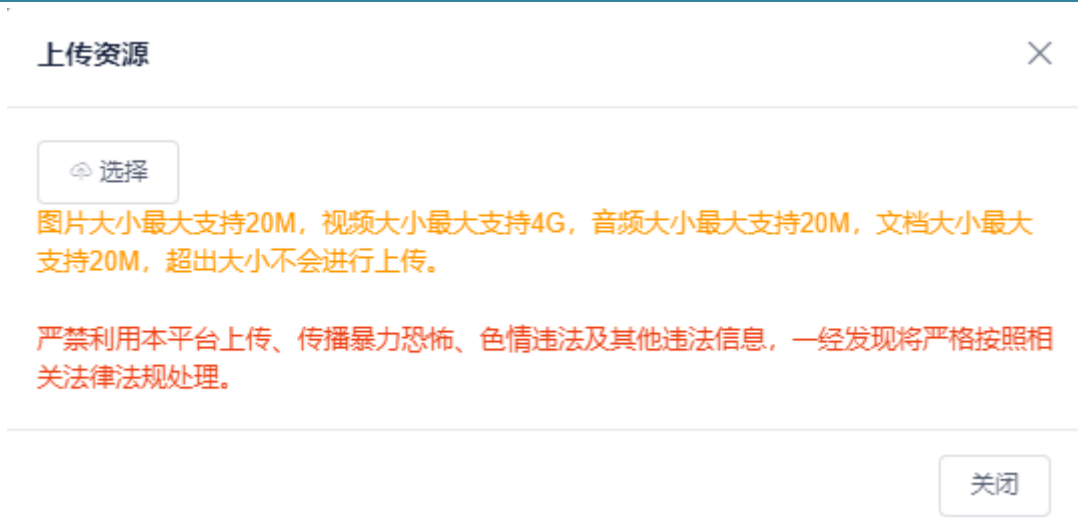 上传资源
选择
图片大小最大支持20M，视频大小最大支持4G，音频大小最大支持20M，文档大小最大
支持20M，超出大小不会进行上传。
严禁利用本平台上传、传播暴力恐怖、色情违法及其他违法信息，一经发现将严格按照相
关法律法规处理。
关闭